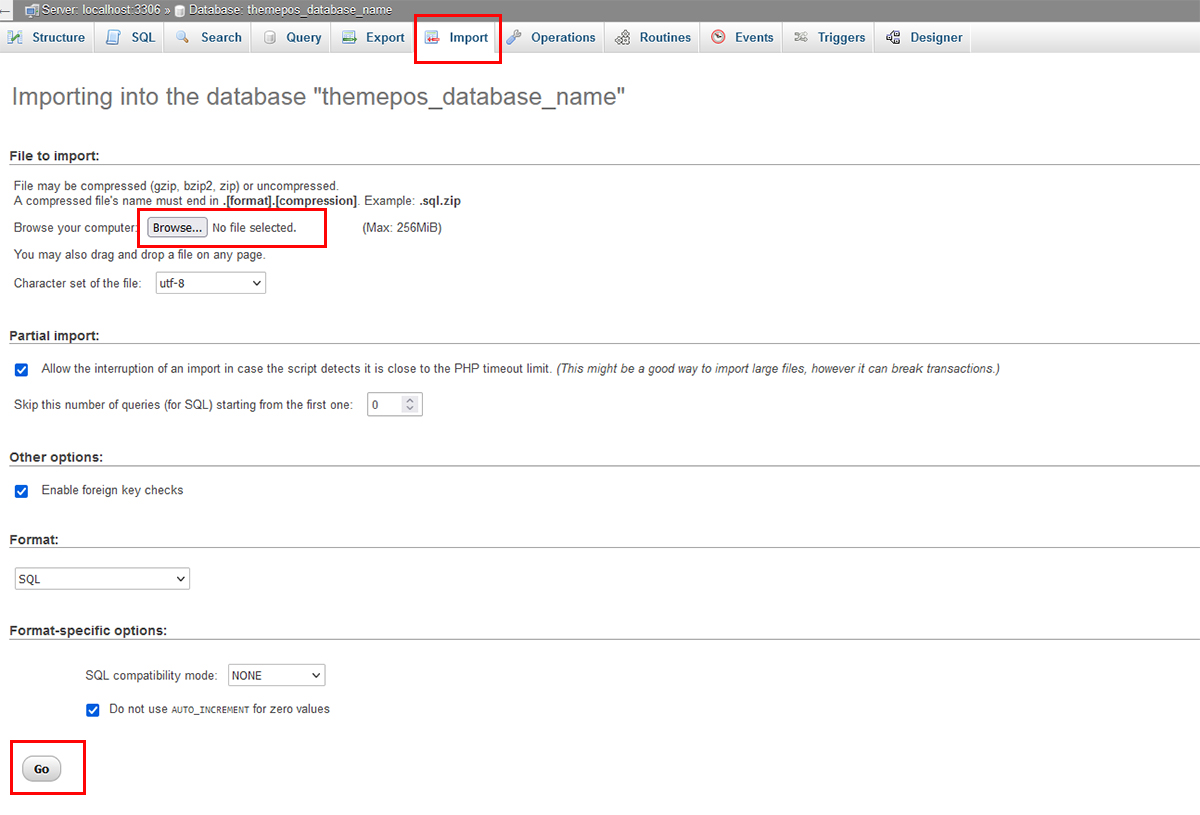 Server: localhost:3306 » Database: themepos_database_name
Structure SQL Search Query Export Import Operations Routines Events Triggers Designer
Importing into the database "themepos_database_name"
File to import:
File may be compressed (gzip, bzip2, zip) or uncompressed.
A compressed file's name must end in .[format].[compression]. Example: .sql.zip
Browse your computer: Browse... No file selected. (Max: 256MiB)
You may also drag and drop a file on any page.
Character set of the file: utf-8
Partial import:
Allow the interruption of an import in case the script detects it is close to the PHP timeout limit. (This might be a good way to import large files, however it can break transactions.)
Skip this number of queries (for SQL) starting from the first one: 0
Other options:
Enable foreign key checks
Format:
SQL
Format-specific options:
SQL compatibility mode: NONE
Do not use AUTO_INCREMENT for zero values
Go